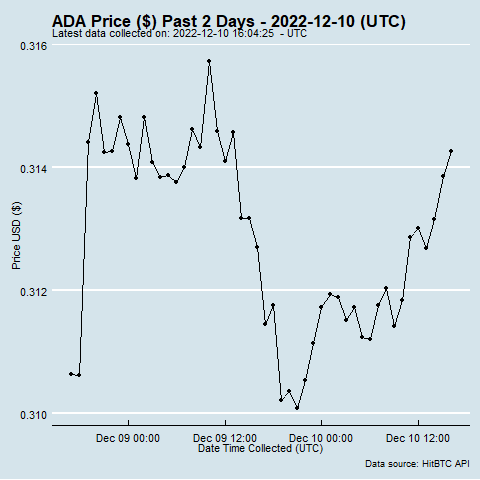 ADA Price ($) Past 2 Days - 2022-12-10 (UTC)
Latest data collected on: 2022-12-10 16:04:25 - UTC
0.316
0.314
0.312
0.310
Price USD ($)
Dec 09 00:00 Dec 09 12:00 Dec 10 00:00 Dec 10 12:00
Date Time Collected (UTC)
Data source: HitBTC API